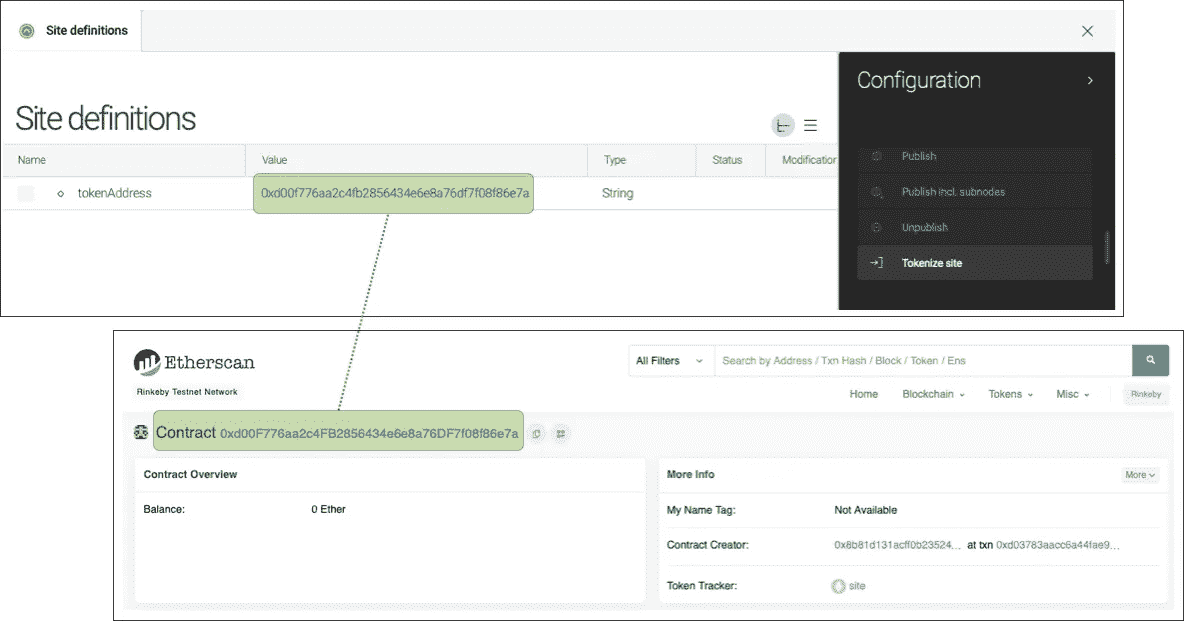 Site definitions
Configuration
Site definitions
Name Value Type Status Modification
tokenAddress 0xd00f776aa2c4fb2856434e6e8a76df7f08f86e7a String
Publish
Publish incl. subnodes
Unpublish
Tokenize site
Etherscan
All Filters Search by Address / Txn Hash / Block / Token / Ens
Rinkeby Testnet Network
Home Blockchain Tokens Misc Rinkeby
Contract 0xd00F776aa2c4FB2856434e6e8a76DF7f08f86e7a
Contract Overview
More Info More
Balance: 0 Ether
My Name Tag: Not Available
Contract Creator: 0x8b81d131acff0b23524... at txn 0xd03783aacc6a44fae9...
Token Tracker: site